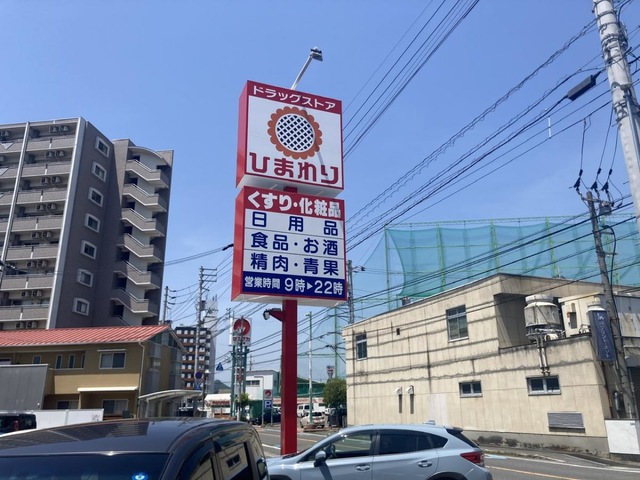 ドラッグストア
ひまわり
くすり・化粧品
日用品
食品・お酒
精肉・青果
営業時間 9時▶22時